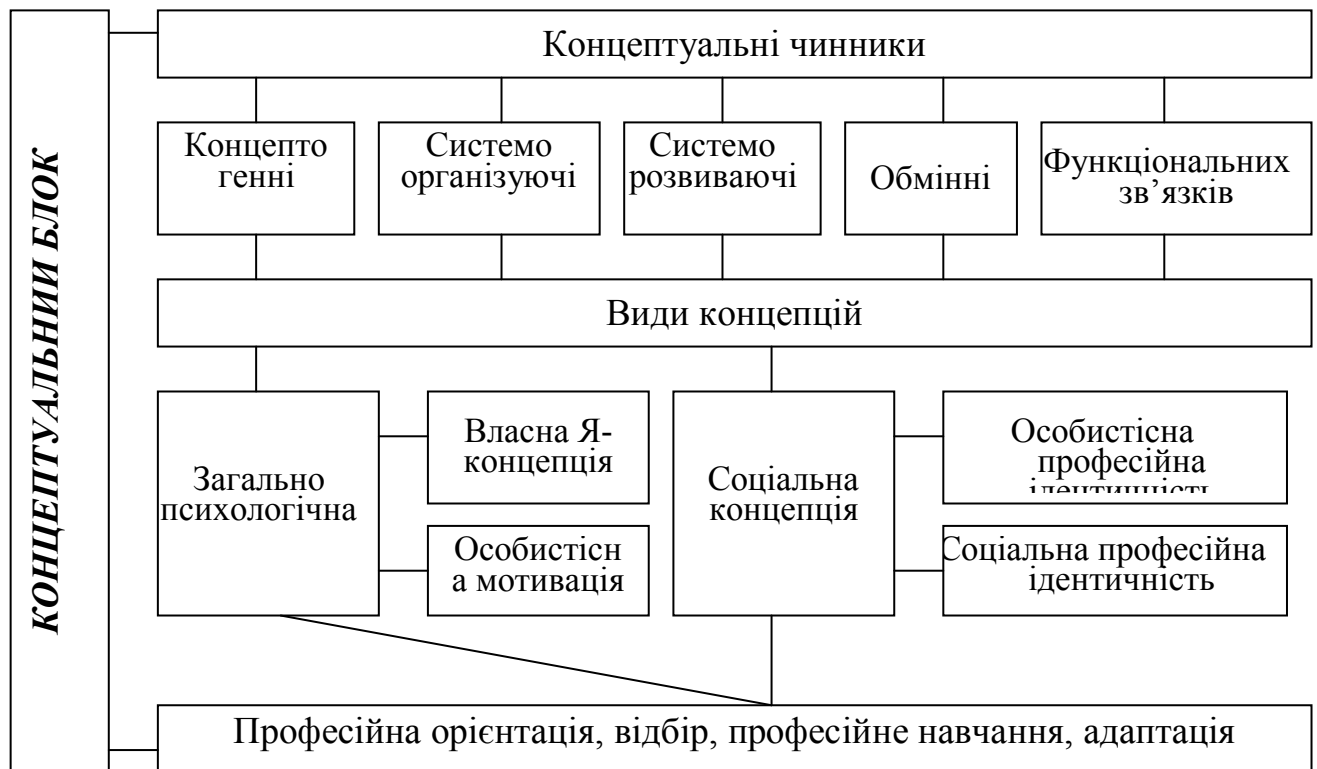 КОНЦЕПТУАЛЬНИЙ БЛОК
Концептуальні чинники
Концепто
генні
Системо
організуючі
Системо
розвиваючі
Обмінні
Функціональних
зв’язків
Види концепцій
Загально
психологічна
Власна Я-
концепція
Особистісн
а мотивація
Соціальна
концепція
Особистісна
професійна
ідентичність
Соціальна професійна
ідентичність
Професійна орієнтація, відбір, професійне навчання, адаптація